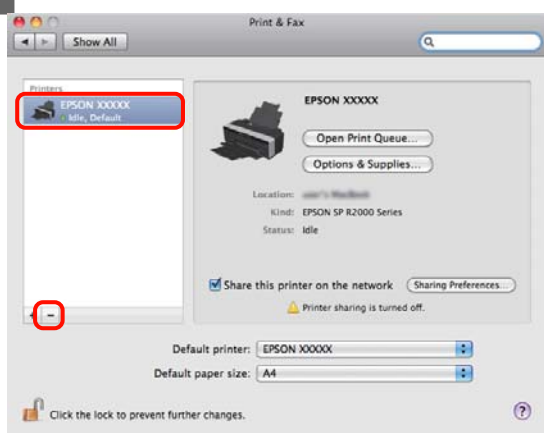 Print & Fax
Show All
Printers
EPSON XXXXX
Idle, Default
EPSON XXXXX
Open Print Queue...
Options & Supplies...
Location:
Kind: EPSON SP R2000 Series
Status: Idle
Share this printer on the network
Sharing Preferences...
Printer sharing is turned off.
+ −
Default printer: EPSON XXXXX
Default paper size: A4
Click the lock to prevent further changes.
?